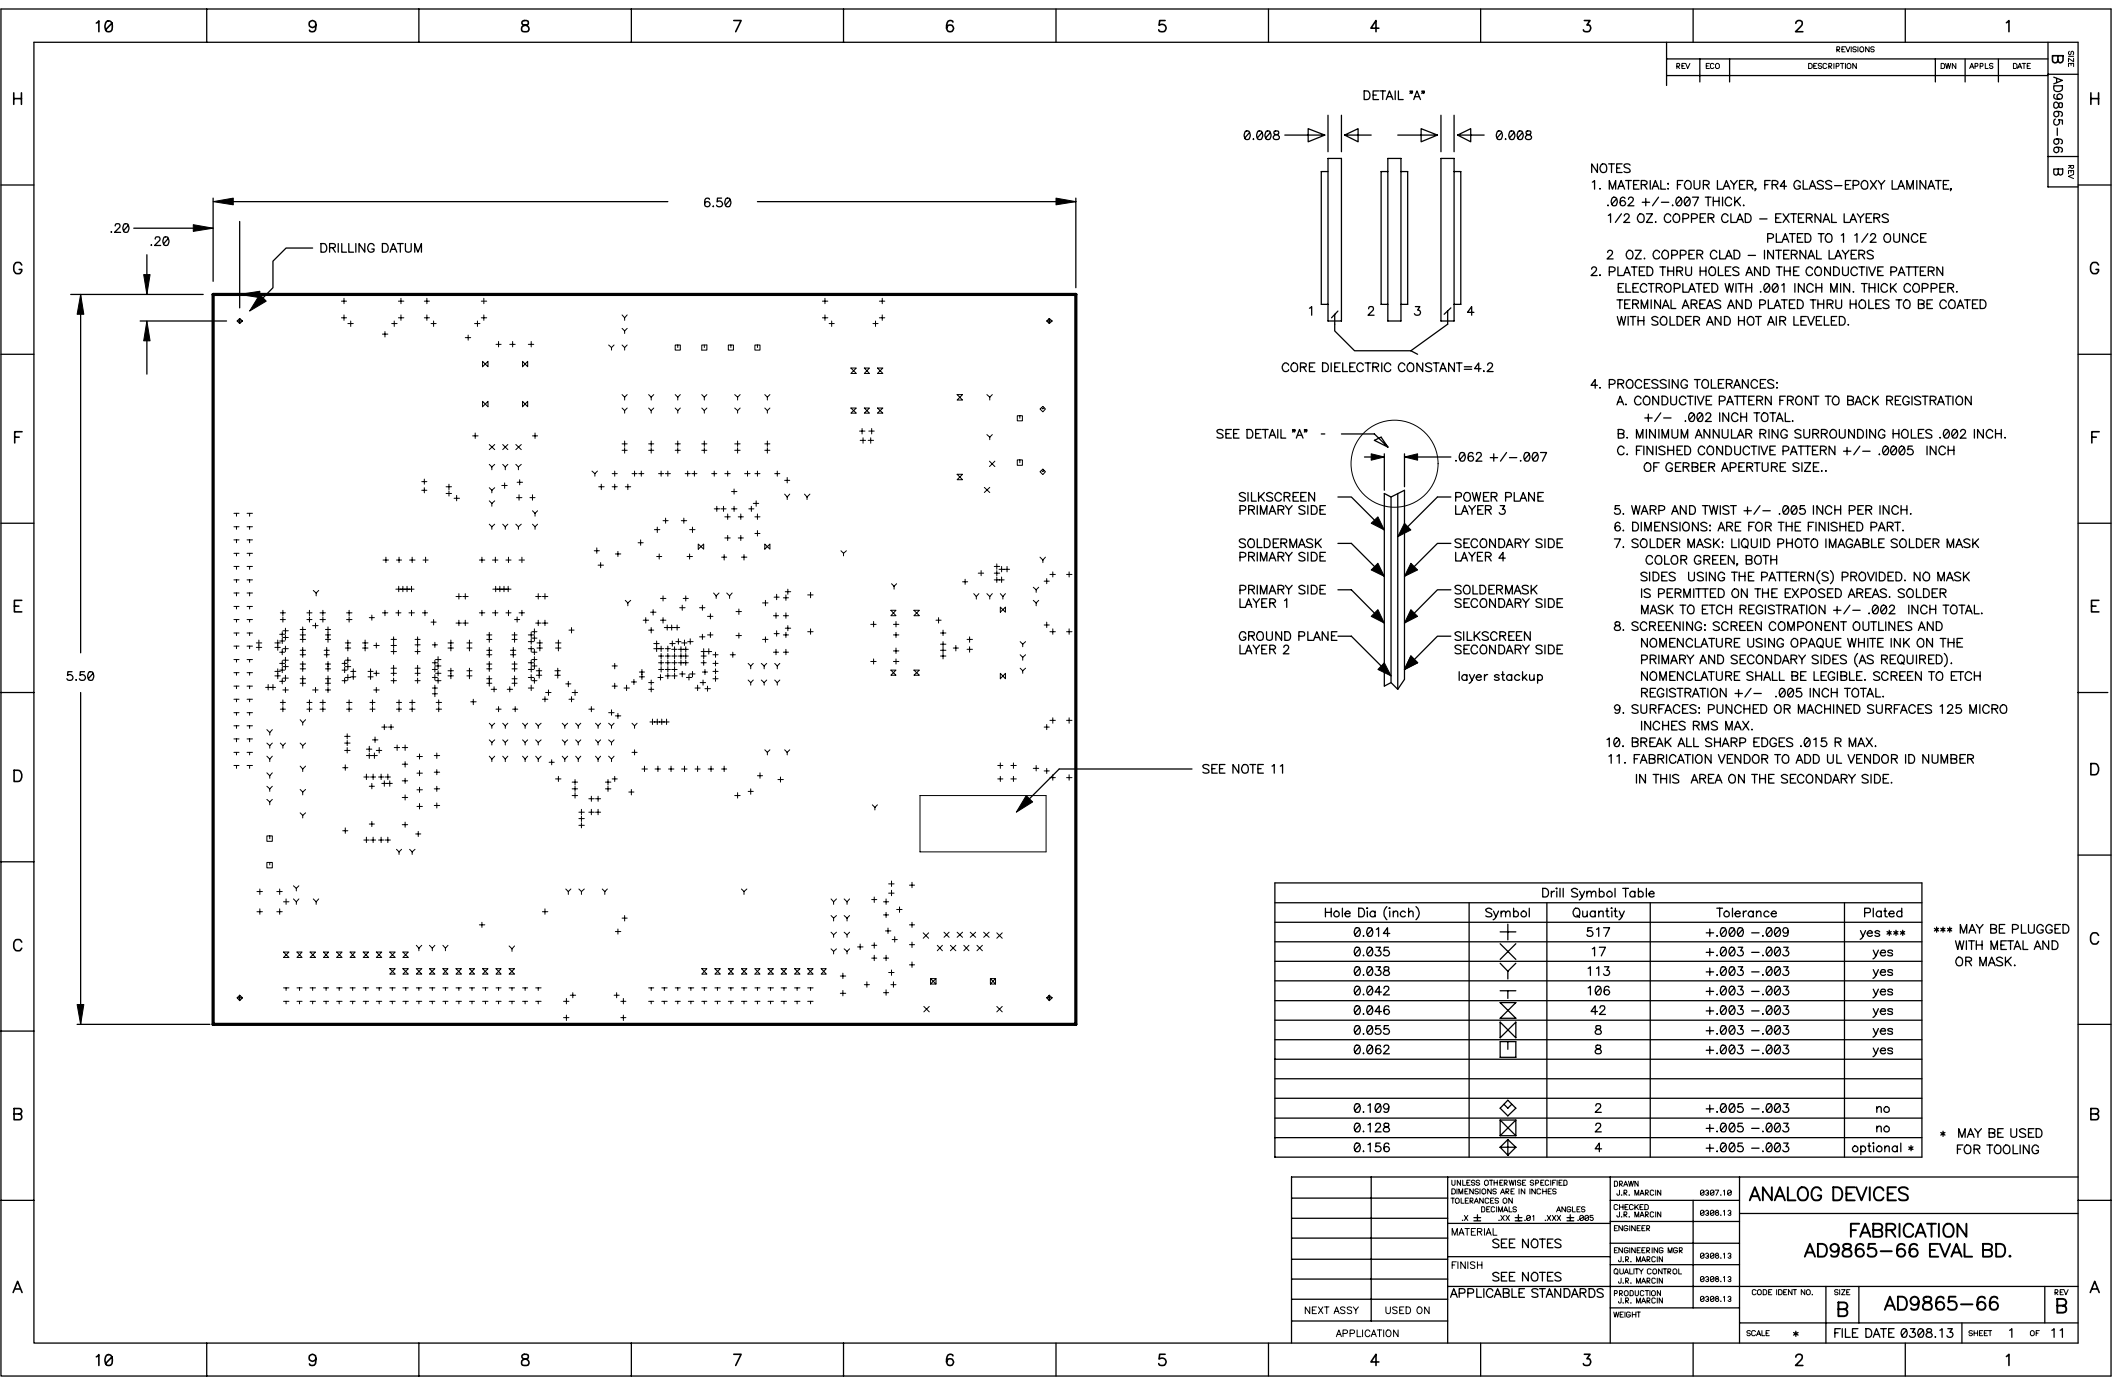 10 9 8 7 6 5 4 3 2 1
H
G
F
E
D
C
B
A
REVISIONS
REV ECO DESCRIPTION DWN APPLS DATE
SIZE B AD9865-66 REV B
6.50
.20
.20
DRILLING DATUM
5.50
SEE NOTE 11
DETAIL "A"
0.008 0.008
1 2 3 4
CORE DIELECTRIC CONSTANT=4.2
SEE DETAIL "A" -
.062 +/-.007
SILKSCREEN
PRIMARY SIDE
POWER PLANE
LAYER 3
SOLDERMASK
PRIMARY SIDE
SECONDARY SIDE
LAYER 4
PRIMARY SIDE
LAYER 1
SOLDERMASK
SECONDARY SIDE
GROUND PLANE
LAYER 2
SILKSCREEN
SECONDARY SIDE
layer stackup
NOTES
1. MATERIAL: FOUR LAYER, FR4 GLASS-EPOXY LAMINATE,
.062 +/-.007 THICK.
1/2 OZ. COPPER CLAD - EXTERNAL LAYERS
PLATED TO 1 1/2 OUNCE
2 OZ. COPPER CLAD - INTERNAL LAYERS
2. PLATED THRU HOLES AND THE CONDUCTIVE PATTERN
ELECTROPLATED WITH .001 INCH MIN. THICK COPPER.
TERMINAL AREAS AND PLATED THRU HOLES TO BE COATED
WITH SOLDER AND HOT AIR LEVELED.
4. PROCESSING TOLERANCES:
A. CONDUCTIVE PATTERN FRONT TO BACK REGISTRATION
+/- .002 INCH TOTAL.
B. MINIMUM ANNULAR RING SURROUNDING HOLES .002 INCH.
C. FINISHED CONDUCTIVE PATTERN +/- .0005 INCH
OF GERBER APERTURE SIZE..
5. WARP AND TWIST +/- .005 INCH PER INCH.
6. DIMENSIONS: ARE FOR THE FINISHED PART.
7. SOLDER MASK: LIQUID PHOTO IMAGABLE SOLDER MASK
COLOR GREEN, BOTH
SIDES USING THE PATTERN(S) PROVIDED. NO MASK
IS PERMITTED ON THE EXPOSED AREAS. SOLDER
MASK TO ETCH REGISTRATION +/- .002 INCH TOTAL.
8. SCREENING: SCREEN COMPONENT OUTLINES AND
NOMENCLATURE USING OPAQUE WHITE INK ON THE
PRIMARY AND SECONDARY SIDES (AS REQUIRED).
NOMENCLATURE SHALL BE LEGIBLE. SCREEN TO ETCH
REGISTRATION +/- .005 INCH TOTAL.
9. SURFACES: PUNCHED OR MACHINED SURFACES 125 MICRO
INCHES RMS MAX.
10. BREAK ALL SHARP EDGES .015 R MAX.
11. FABRICATION VENDOR TO ADD UL VENDOR ID NUMBER
IN THIS AREA ON THE SECONDARY SIDE.
Drill Symbol Table
Hole Dia (inch) Symbol Quantity Tolerance Plated
0.014 517 +.000 -.009 yes ***
0.035 17 +.003 -.003 yes
0.038 113 +.003 -.003 yes
0.042 106 +.003 -.003 yes
0.046 42 +.003 -.003 yes
0.055 8 +.003 -.003 yes
0.062 8 +.003 -.003 yes
0.109 2 +.005 -.003 no
0.128 2 +.005 -.003 no
0.156 4 +.005 -.003 optional *
*** MAY BE PLUGGED
WITH METAL AND
OR MASK.
* MAY BE USED
FOR TOOLING
NEXT ASSY USED ON
APPLICATION
UNLESS OTHERWISE SPECIFIED
DIMENSIONS ARE IN INCHES
TOLERANCES ON
DECIMALS ANGLES
.X ± .XX ±.01 .XXX ±.005
MATERIAL
SEE NOTES
FINISH
SEE NOTES
APPLICABLE STANDARDS
DRAWN
J.R. MARCIN 0307.10
CHECKED
J.R. MARCIN 0308.13
ENGINEER
ENGINEERING MGR
J.R. MARCIN 0308.13
QUALITY CONTROL
J.R. MARCIN 0308.13
PRODUCTION
J.R. MARCIN 0308.13
WEIGHT
ANALOG DEVICES
FABRICATION
AD9865-66 EVAL BD.
CODE IDENT NO. SIZE B AD9865-66 REV B
SCALE * FILE DATE 0308.13 SHEET 1 OF 11
10 9 8 7 6 5 4 3 2 1
H
G
F
E
D
C
B
A